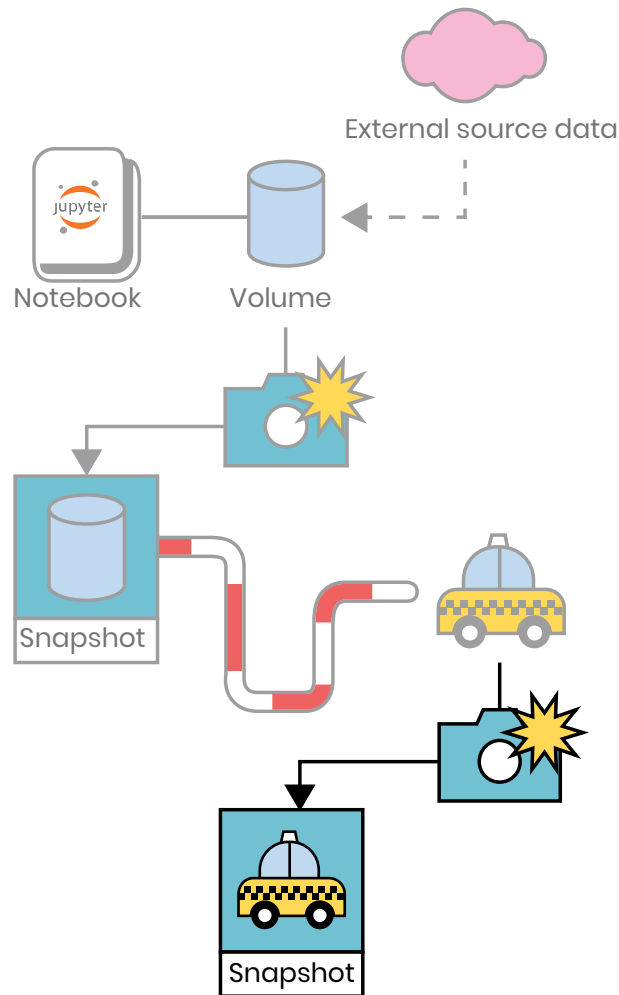 External source data
jupyter
Notebook
Volume
Snapshot
Snapshot